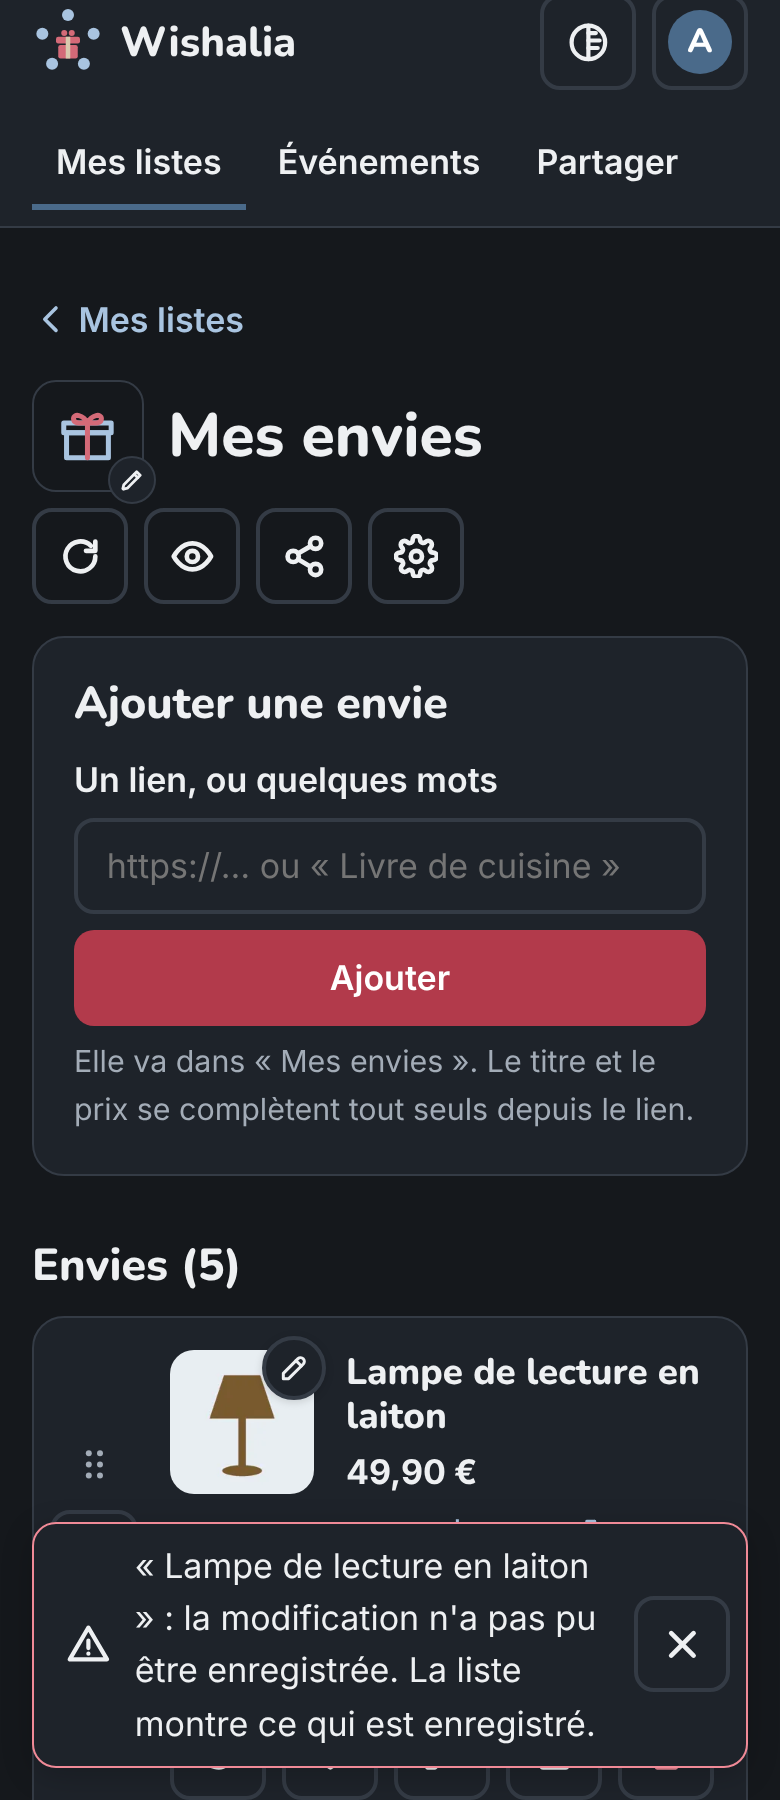 Wishalia
A
Mes listes
Événements
Partager
Mes listes
Mes envies
Ajouter une envie
Un lien, ou quelques mots
https://... ou « Livre de cuisine »
Ajouter
Elle va dans « Mes envies ». Le titre et le
prix se complètent tout seuls depuis le lien.
Envies (5)
Lampe de lecture en
laiton
49,90 €
« Lampe de lecture en laiton
» : la modification n'a pas pu
être enregistrée. La liste
montre ce qui est enregistré.